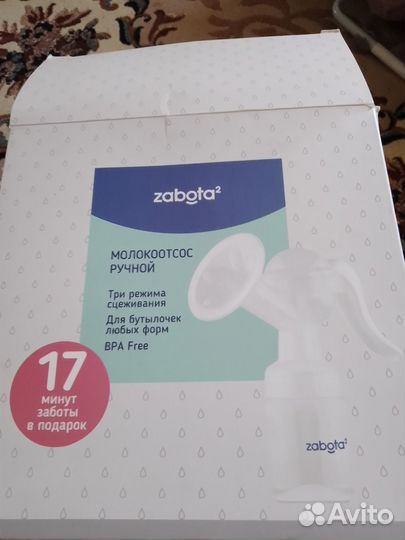 zabota²
МОЛОКООТСОС
РУЧНОЙ
Три режима
сцеживания
Для бутылочек
любых форм
BPA Free
17
минут
заботы
в подарок
zabota²
Avito